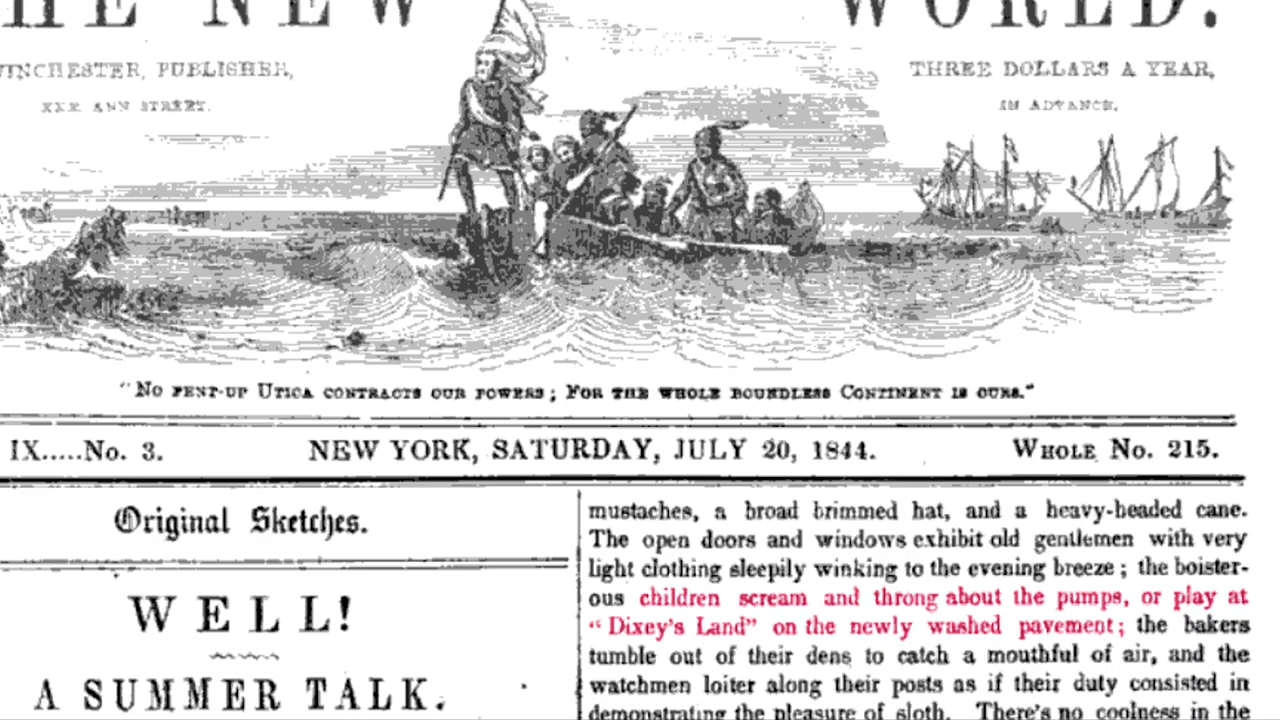 HE NEW WORLD.
INCHESTER, PUBLISHER,
XXX ANN STREET.
THREE DOLLARS A YEAR,
IN ADVANCE.
"No pent-up Utica contracts our powers; For the whole boundless Continent is ours."
IX.....No. 3. NEW YORK, SATURDAY, JULY 20, 1844. Whole No. 215.
Original Sketches.
WELL!
A SUMMER TALK.
mustaches, a broad brimmed hat, and a heavy-headed cane.
The open doors and windows exhibit old gentlemen with very
light clothing sleepily winking to the evening breeze; the boister-
ous children scream and throng about the pumps, or play at
"Dixey's Land" on the newly washed pavement; the bakers
tumble out of their dens to catch a mouthful of air, and the
watchmen loiter along their posts as if their duty consisted in
demonstrating the pleasure of sloth. There's no coolness in the